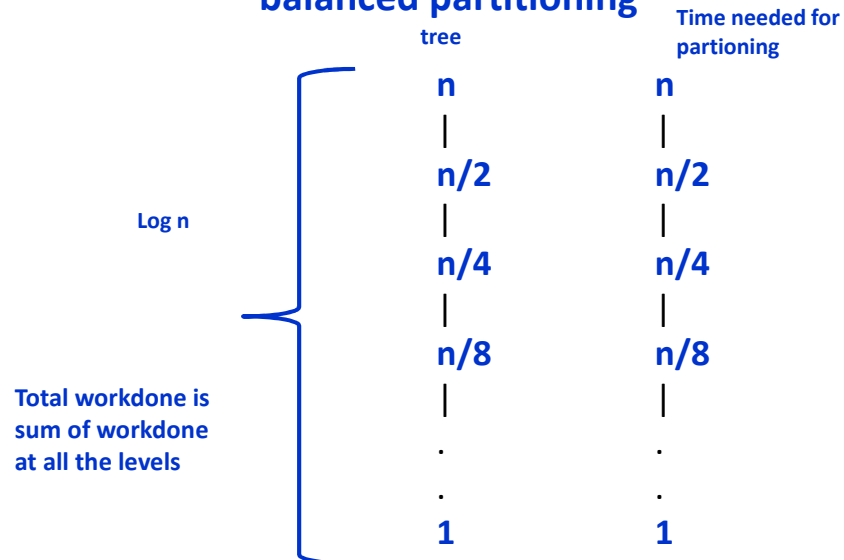 balanced partitioning
Time needed for
partioning
tree
n n
| |
n/2 n/2
| |
Log n
n/4 n/4
| |
n/8 n/8
| |
Total workdone is
sum of workdone
at all the levels
. .
. .
1 1